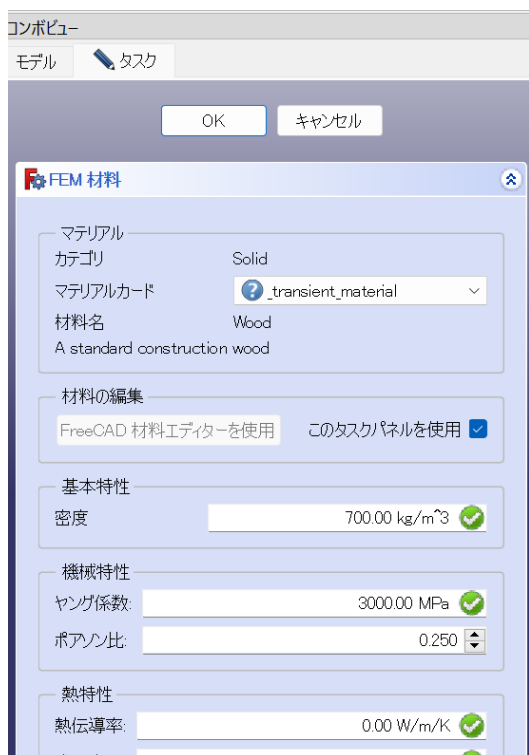 コンボビュー
モデル
タスク
OK
キャンセル
FEM 材料
マテリアル
カテゴリ Solid
マテリアルカード _transient_material
材料名 Wood
A standard construction wood
材料の編集
FreeCAD 材料エディターを使用 このタスクパネルを使用
基本特性
密度 700.00 kg/m^3
機械特性
ヤング係数: 3000.00 MPa
ポアソン比: 0.250
熱特性
熱伝導率: 0.00 W/m/K